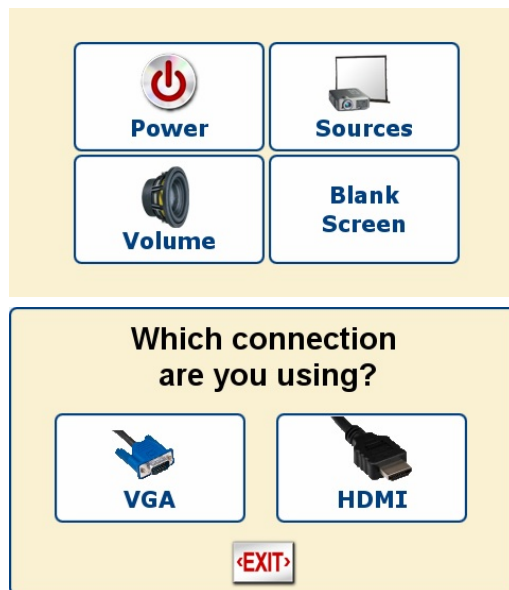 Power
Sources
Volume
Blank
Screen
Which connection
are you using?
VGA
HDMI
‹EXIT›